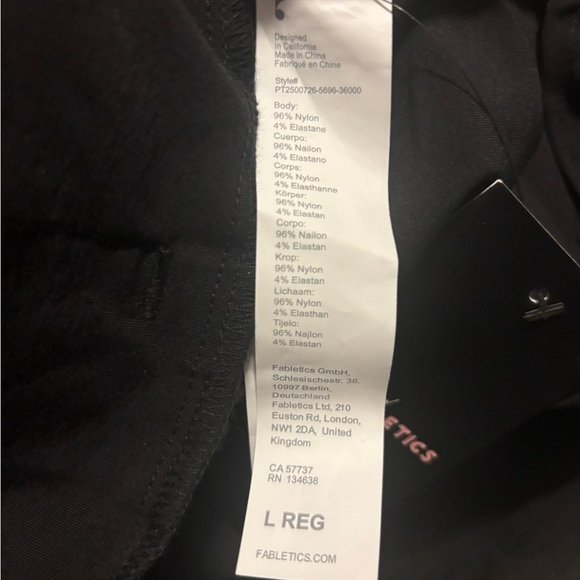 Designed
in California
Made in China
Fabriqué en Chine
Style#
PT2500726-5696-36000
Body:
96% Nylon
4% Elastane
Cuerpo:
96% Nailon
4% Elastano
Corps:
96% Nylon
4% Elasthanne
Körper:
96% Nylon
4% Elastan
Corpo:
96% Nailon
4% Elastan
Krop:
96% Nylon
4% Elastan
Lichaam:
96% Nylon
4% Elasthan
Tijelo:
96% Najlon
4% Elastan
Fabletics GmbH,
Schlesischestr. 38,
10997 Berlin,
Deutschland
Fabletics Ltd, 210
Euston Rd, London,
NW1 2DA, United
Kingdom
CA 57737
RN 134638
L REG
FABLETICS.COM
ETICS